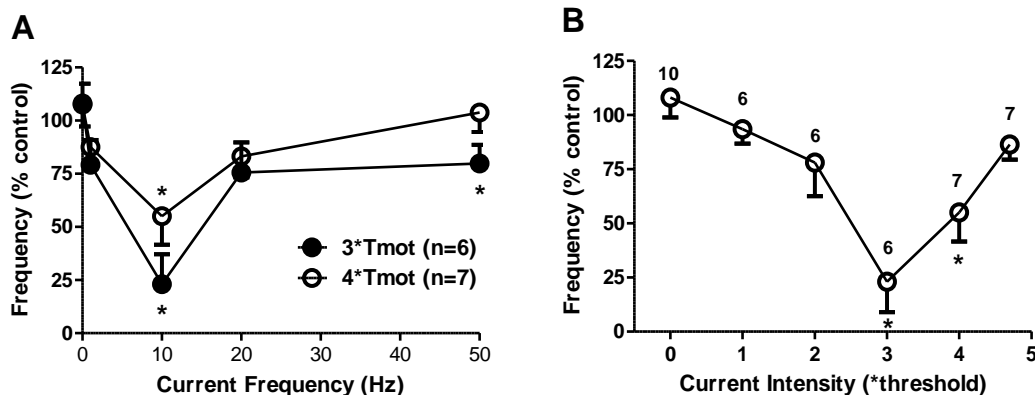 A
Frequency (% control)
125
100
75
50
25
0
* *
* *
3*Tmot (n=6)
4*Tmot (n=7)
0 10 20 30 40 50
Current Frequency (Hz)
B
Frequency (% control)
125
100
75
50
25
0
10 6 6 6 7 7
* *
0 1 2 3 4 5
Current Intensity (*threshold)